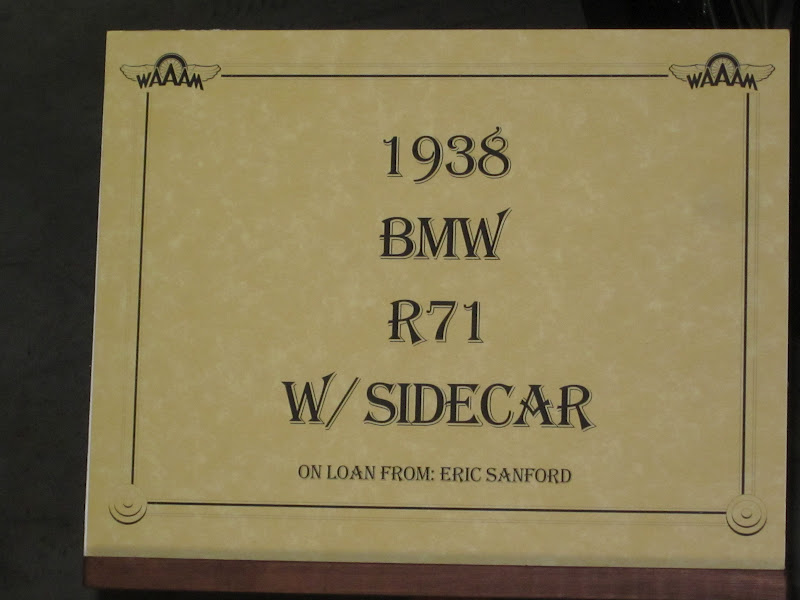 WAAAM WAAAM
1938
BMW
R71
W/ SIDECAR
ON LOAN FROM: ERIC SANFORD